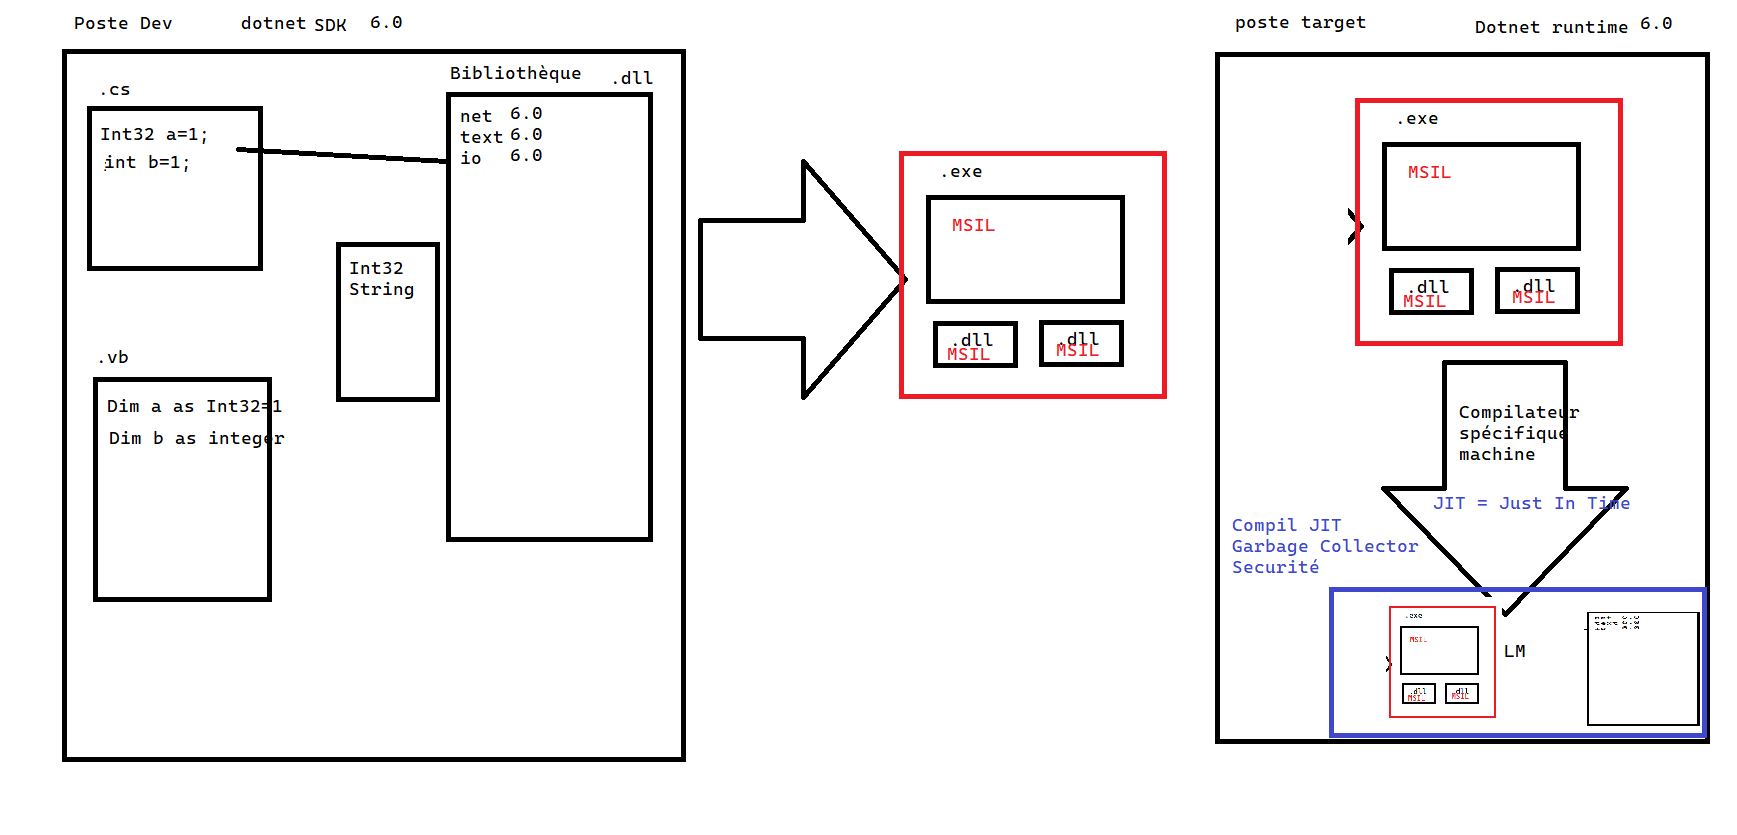 Poste Dev dotnet SDK 6.0
.cs
Int32 a=1;
int b=1;
Bibliothèque .dll
net 6.0
text 6.0
io 6.0
Int32
String
.vb
Dim a as Int32=1
Dim b as integer
.exe
MSIL
.dll
MSIL
.dll
MSIL
poste target Dotnet runtime 6.0
.exe
MSIL
.dll
MSIL
.dll
MSIL
Compilateur
spécifique
machine
JIT = Just In Time
Compil JIT
Garbage Collector
Securité
.exe
MSIL
.dll
MSIL
.dll
MSIL
LM